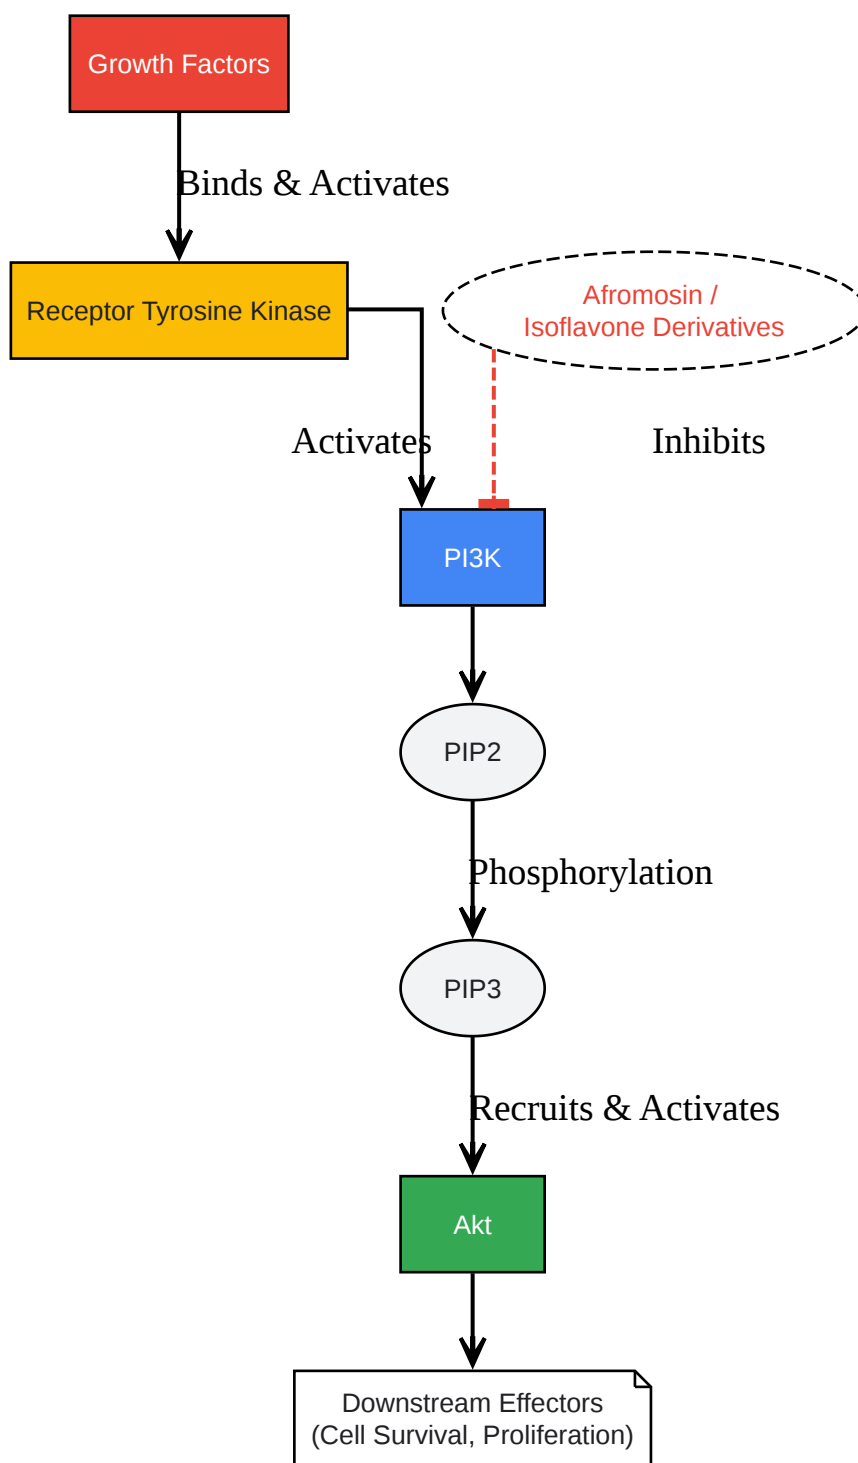 Growth Factors
Binds & Activates
Receptor Tyrosine Kinase
Afromosin /
Isoflavone Derivatives
Activates
Inhibits
PI3K
PIP2
Phosphorylation
PIP3
Recruits & Activates
Akt
Downstream Effectors
(Cell Survival, Proliferation)